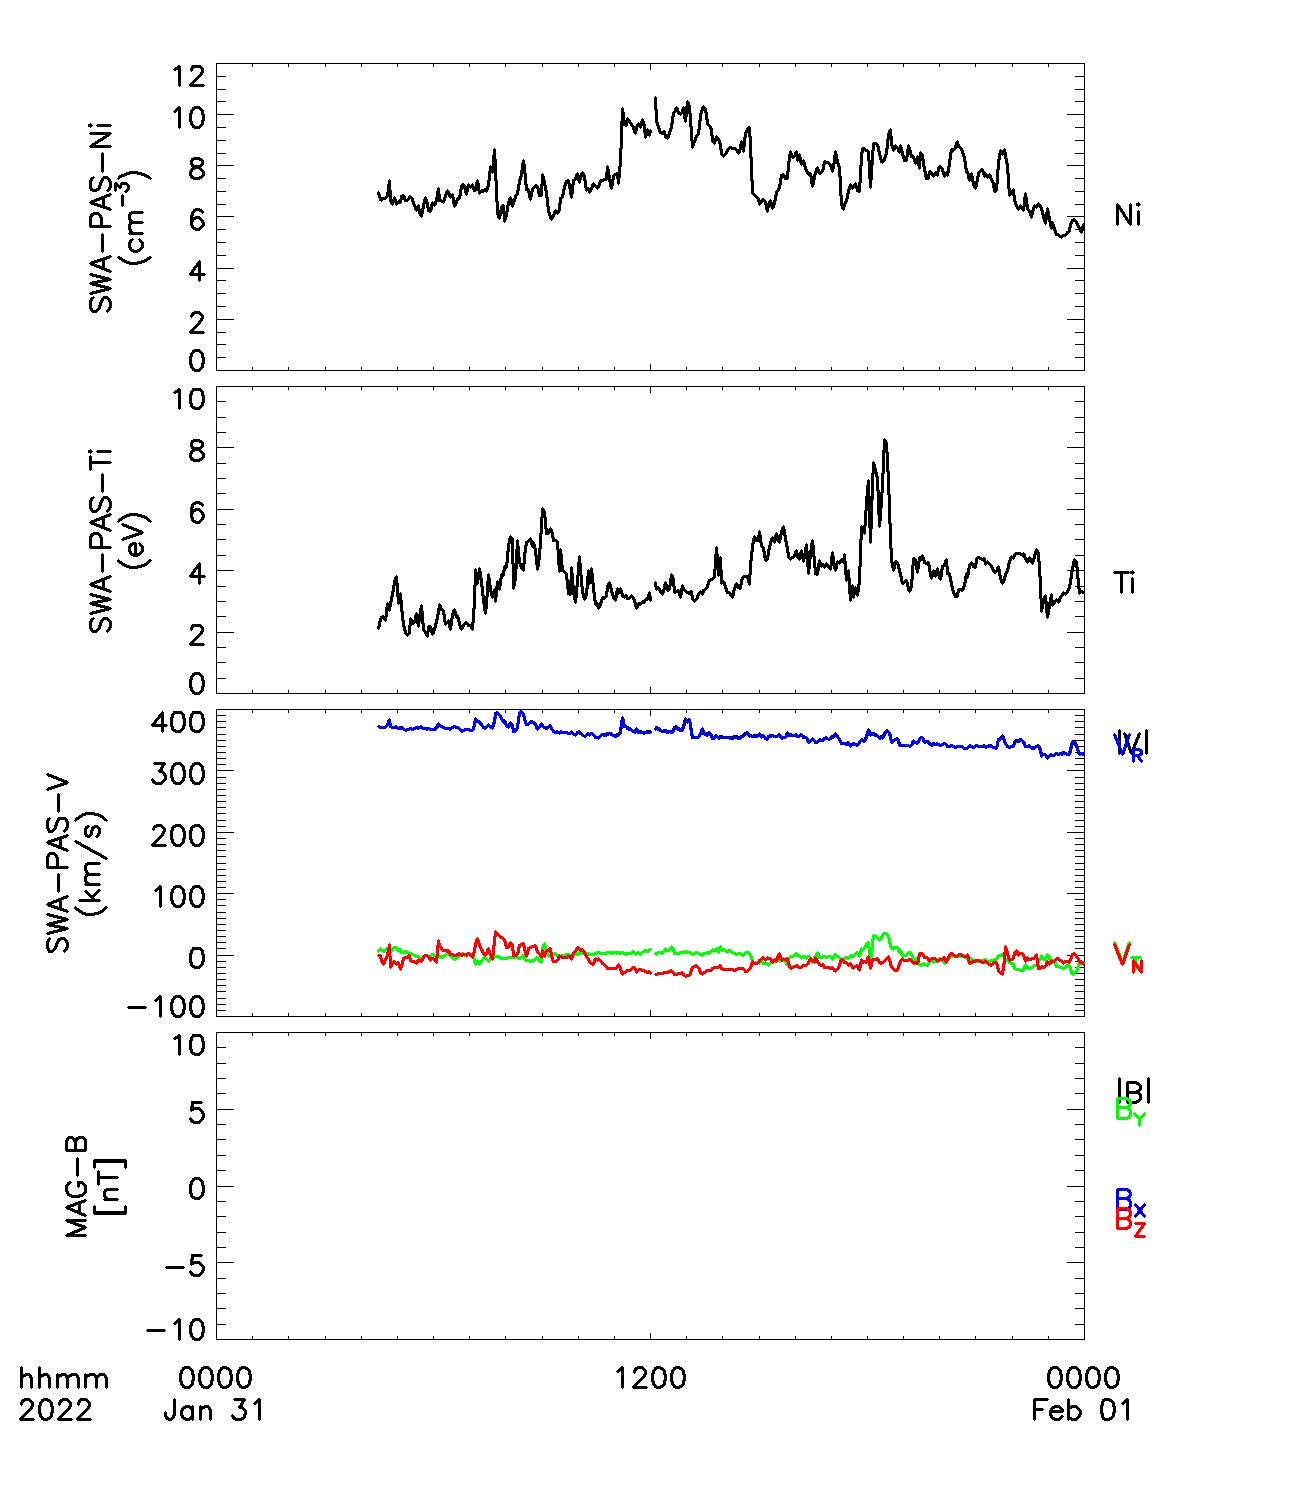 SWA-PAS-Ni
(cm⁻³)
12
10
8
6
4
2
0
Ni
SWA-PAS-Ti
(eV)
10
8
6
4
2
0
Ti
SWA-PAS-V
(km/s)
400
300
200
100
0
-100
|V|
V_R
V_N
MAG-B
[nT]
10
5
0
-5
-10
|B|
B_Y
B_X
B_Z
hhmm 0000 1200 0000
2022 Jan 31 Feb 01